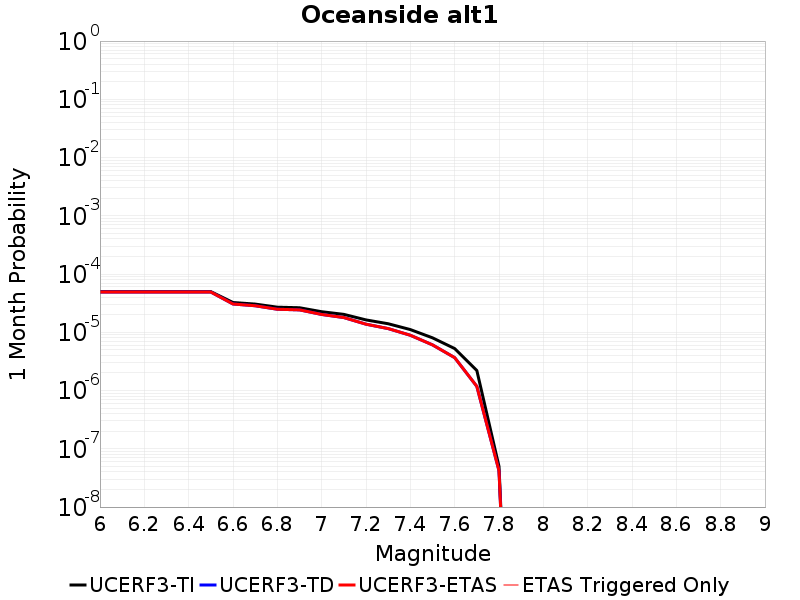 Oceanside alt1
1 Month Probability
10^0
10^-1
10^-2
10^-3
10^-4
10^-5
10^-6
10^-7
10^-8
6 6.2 6.4 6.6 6.8 7 7.2 7.4 7.6 7.8 8 8.2 8.4 8.6 8.8 9
Magnitude
UCERF3-TI UCERF3-TD UCERF3-ETAS ETAS Triggered Only